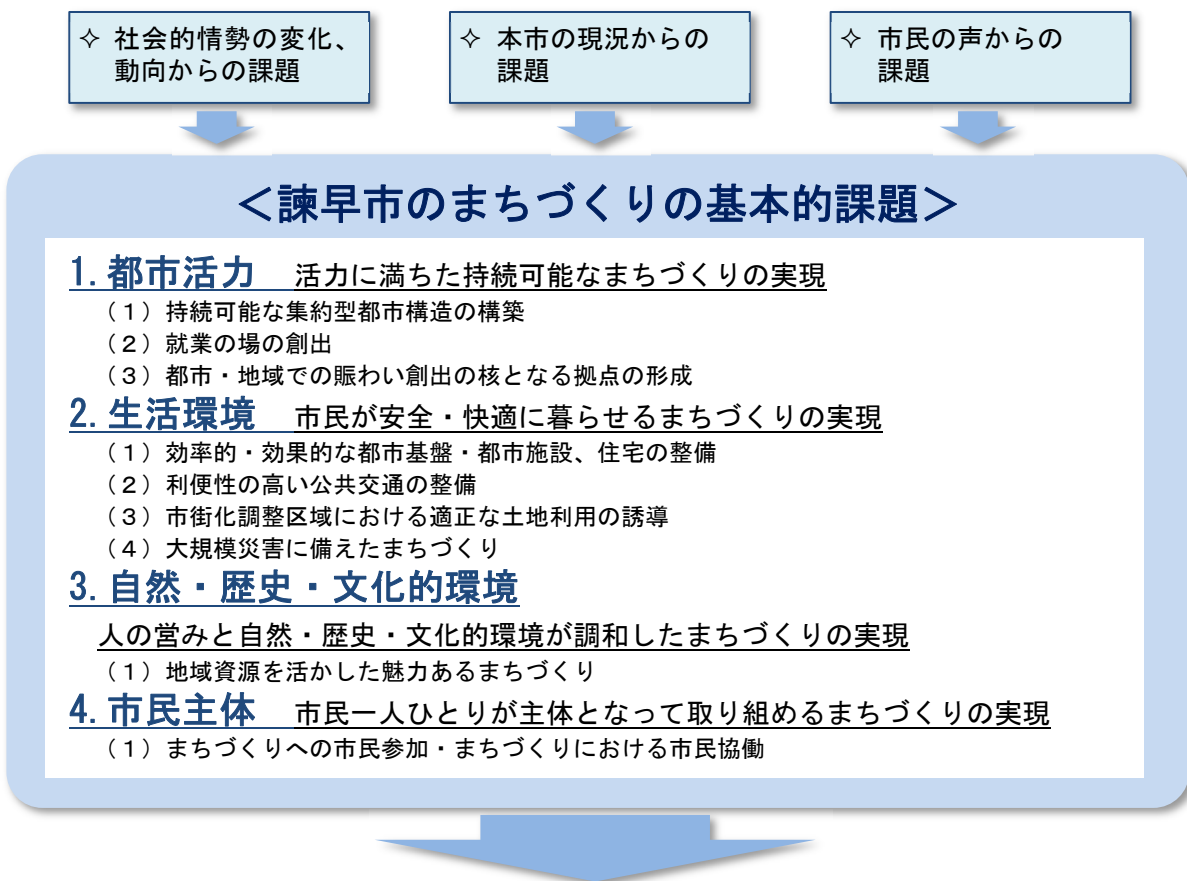 ✧ 社会的情勢の変化、
動向からの課題
✧ 本市の現況からの
課題
✧ 市民の声からの
課題
＜諫早市のまちづくりの基本的課題＞
1. 都市活力 活力に満ちた持続可能なまちづくりの実現
（１）持続可能な集約型都市構造の構築
（２）就業の場の創出
（３）都市・地域での賑わい創出の核となる拠点の形成
2. 生活環境 市民が安全・快適に暮らせるまちづくりの実現
（１）効率的・効果的な都市基盤・都市施設、住宅の整備
（２）利便性の高い公共交通の整備
（３）市街化調整区域における適正な土地利用の誘導
（４）大規模災害に備えたまちづくり
3. 自然・歴史・文化的環境
人の営みと自然・歴史・文化的環境が調和したまちづくりの実現
（１）地域資源を活かした魅力あるまちづくり
4. 市民主体 市民一人ひとりが主体となって取り組めるまちづくりの実現
（１）まちづくりへの市民参加・まちづくりにおける市民協働